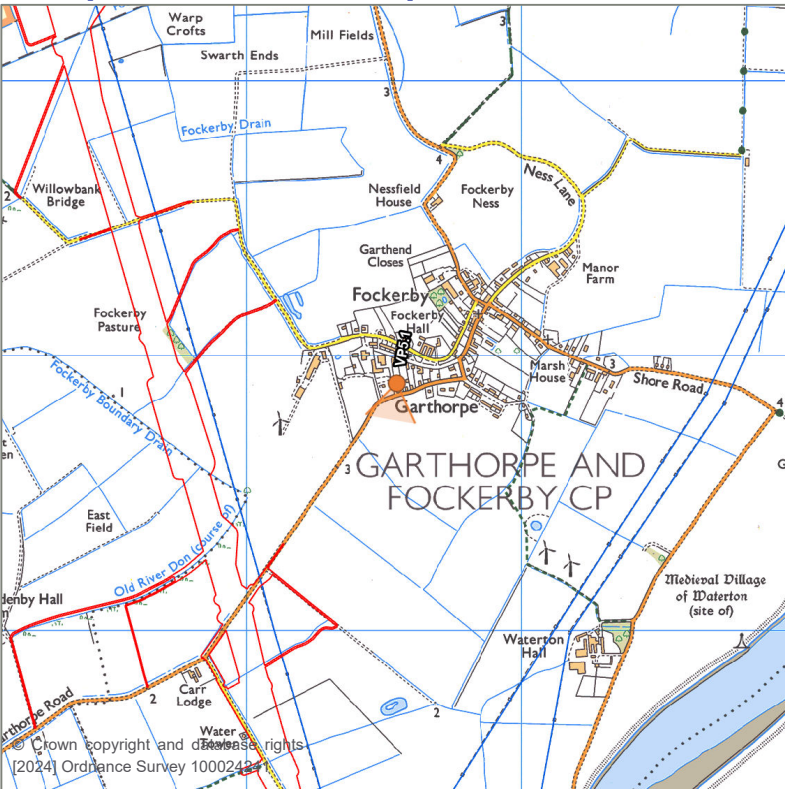 Warp
Crofts
Swarth Ends
Mill Fields
3
3
Fockerby Drain
4
2
Willowbank
Bridge
Nessfield
House
Fockerby
Ness
Ness Lane
Garthend
Closes
Manor
Farm
Fockerby
Fockerby
Hall
Fockerby
Pasture
Marsh
House
3
Shore Road
4
Fockerby Boundary
Drain
1
Garthorpe
3
GARTHORPE AND
FOCKERBY CP
East
Field
Old River Don (course of)
Medieval Village
of Waterton
(site of)
denby Hall
Waterton
Hall
Carr
Lodge
2
2
arthorpe Road
Water
Tower
© Crown copyright and database rights
[2024] Ordnance Survey